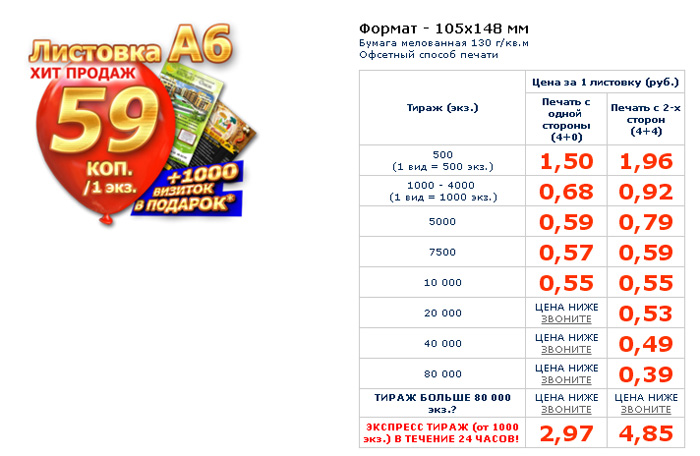 Листовка А6
ХИТ ПРОДАЖ
59
КОП.
/1 экз.
+1000
ВИЗИТОК
В ПОДАРОК*
Формат - 105x148 мм
Бумага мелованная 130 г/кв.м
Офсетный способ печати
Тираж (экз.)
Цена за 1 листовку (руб.)
Печать с
одной
стороны
(4+0)
Печать с 2-х
сторон
(4+4)
500
(1 вид = 500 экз.)
1,50
1,96
1000 - 4000
(1 вид = 1000 экз.)
0,68
0,92
5000
0,59
0,79
7500
0,57
0,59
10 000
0,55
0,55
20 000
ЦЕНА НИЖЕ
ЗВОНИТЕ
0,53
40 000
ЦЕНА НИЖЕ
ЗВОНИТЕ
0,49
80 000
ЦЕНА НИЖЕ
ЗВОНИТЕ
0,39
ТИРАЖ БОЛЬШЕ 80 000
экз.?
ЦЕНА НИЖЕ
ЗВОНИТЕ
ЦЕНА НИЖЕ
ЗВОНИТЕ
ЭКСПРЕСС ТИРАЖ (от 1000
экз.) В ТЕЧЕНИЕ 24 ЧАСОВ!
2,97
4,85